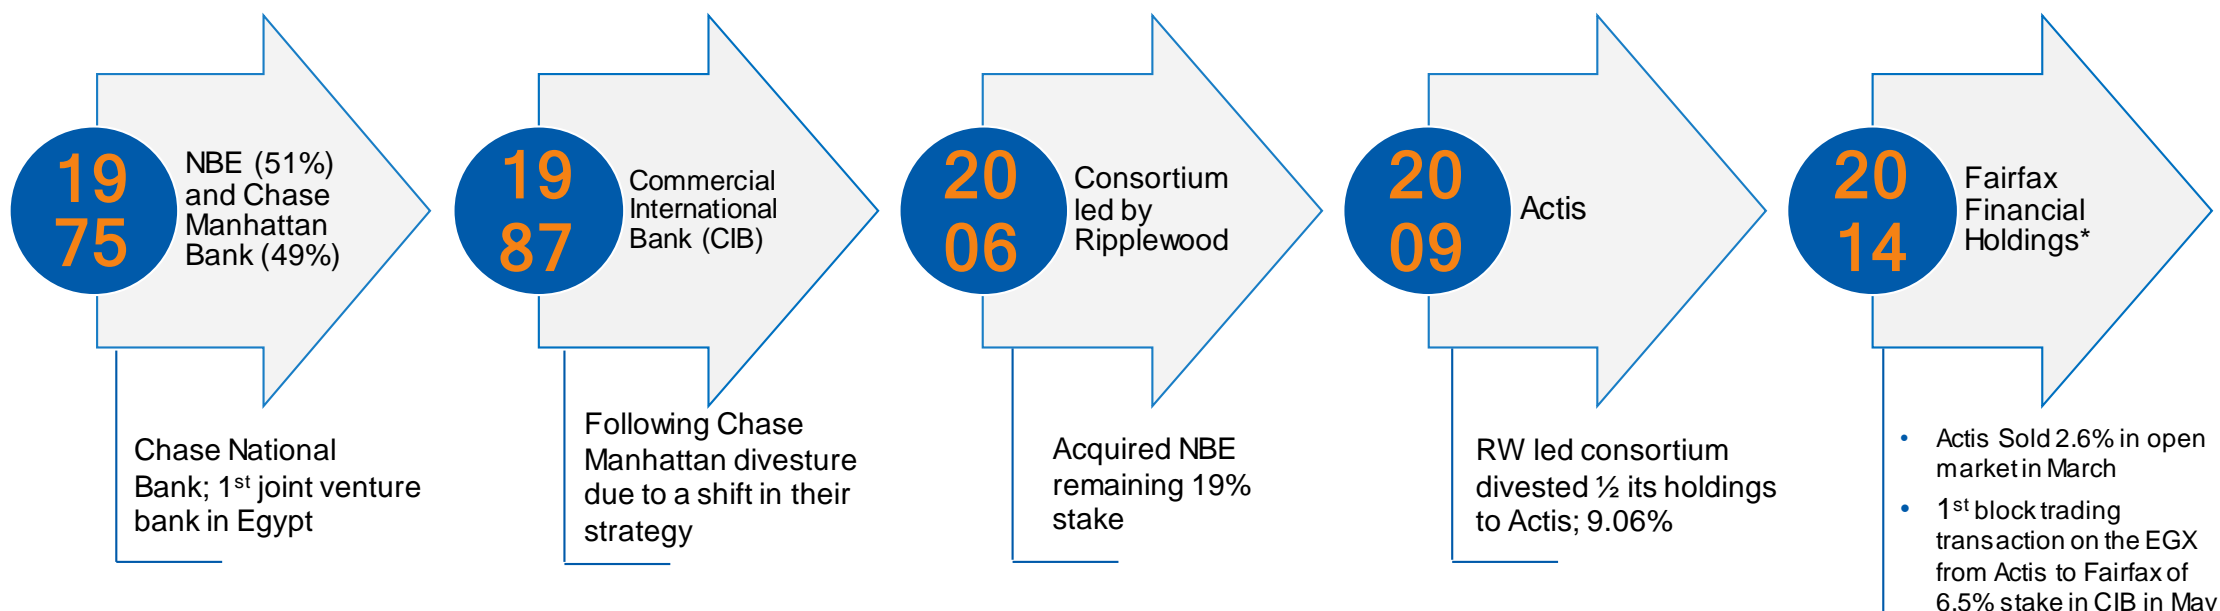 19
75
NBE (51%)
and Chase
Manhattan
Bank (49%)
Chase National
Bank; 1st joint venture
bank in Egypt
19
87
Commercial
International
Bank (CIB)
Following Chase
Manhattan divesture
due to a shift in their
strategy
20
06
Consortium
led by
Ripplewood
Acquired NBE
remaining 19%
stake
20
09
Actis
RW led consortium
divested ½ its holdings
to Actis; 9.06%
20
14
Fairfax
Financial
Holdings*
• Actis Sold 2.6% in open
market in March
• 1st block trading
transaction on the EGX
from Actis to Fairfax of
6.5% stake in CIB in May